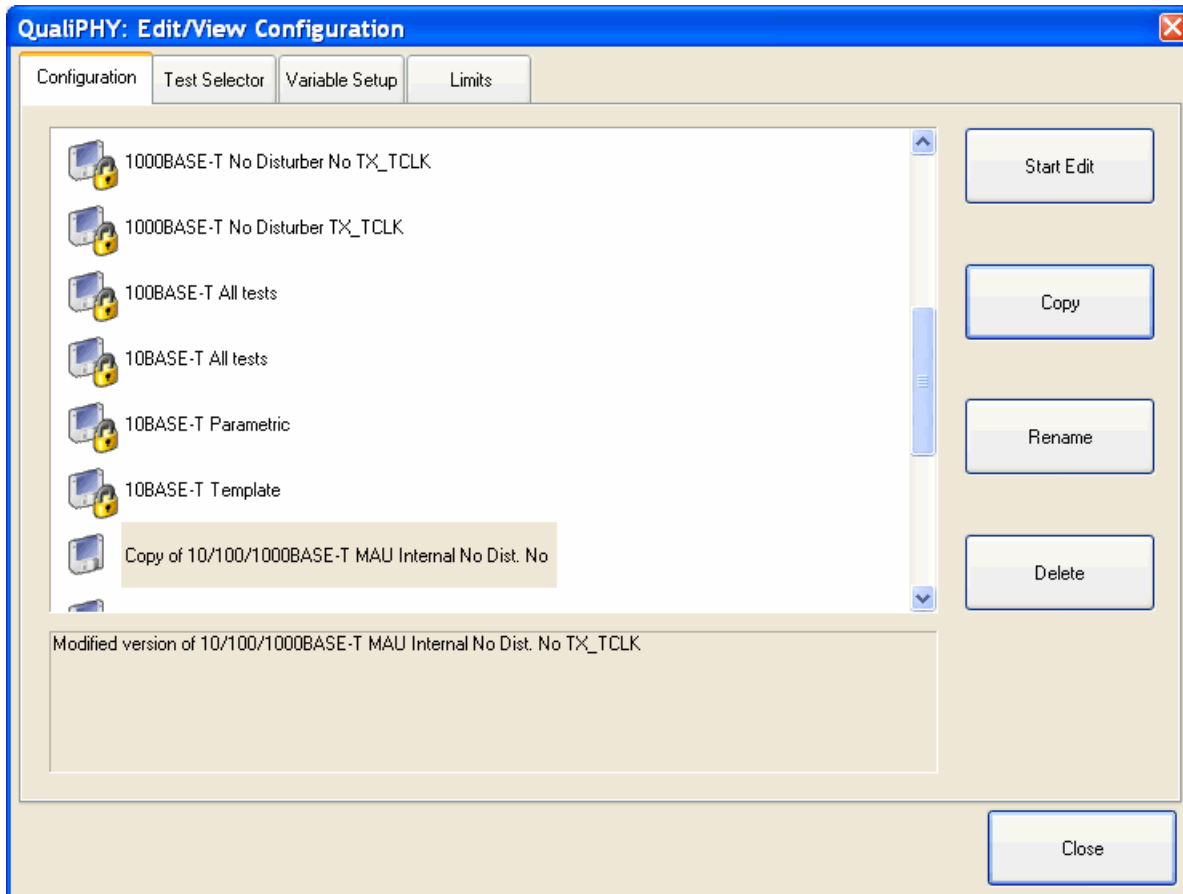 QualiPHY: Edit/View Configuration
Configuration
Test Selector
Variable Setup
Limits
1000BASE-T No Disturber No TX_TCLK
1000BASE-T No Disturber TX_TCLK
100BASE-T All tests
10BASE-T All tests
10BASE-T Parametric
10BASE-T Template
Copy of 10/100/1000BASE-T MAU Internal No Dist. No
Modified version of 10/100/1000BASE-T MAU Internal No Dist. No TX_TCLK
Start Edit
Copy
Rename
Delete
Close